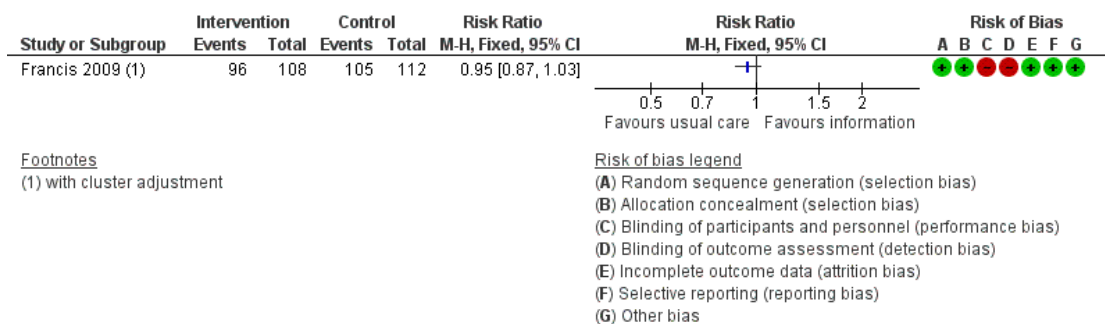 Intervention Control Risk Ratio Risk Ratio Risk of Bias
Study or Subgroup Events Total Events Total M-H, Fixed, 95% CI M-H, Fixed, 95% CI A B C D E F G
Francis 2009 (1) 96 108 105 112 0.95 [0.87, 1.03] + + - - + + +
0.5 0.7 1 1.5 2
Favours usual care Favours information
Footnotes
(1) with cluster adjustment
Risk of bias legend
(A) Random sequence generation (selection bias)
(B) Allocation concealment (selection bias)
(C) Blinding of participants and personnel (performance bias)
(D) Blinding of outcome assessment (detection bias)
(E) Incomplete outcome data (attrition bias)
(F) Selective reporting (reporting bias)
(G) Other bias